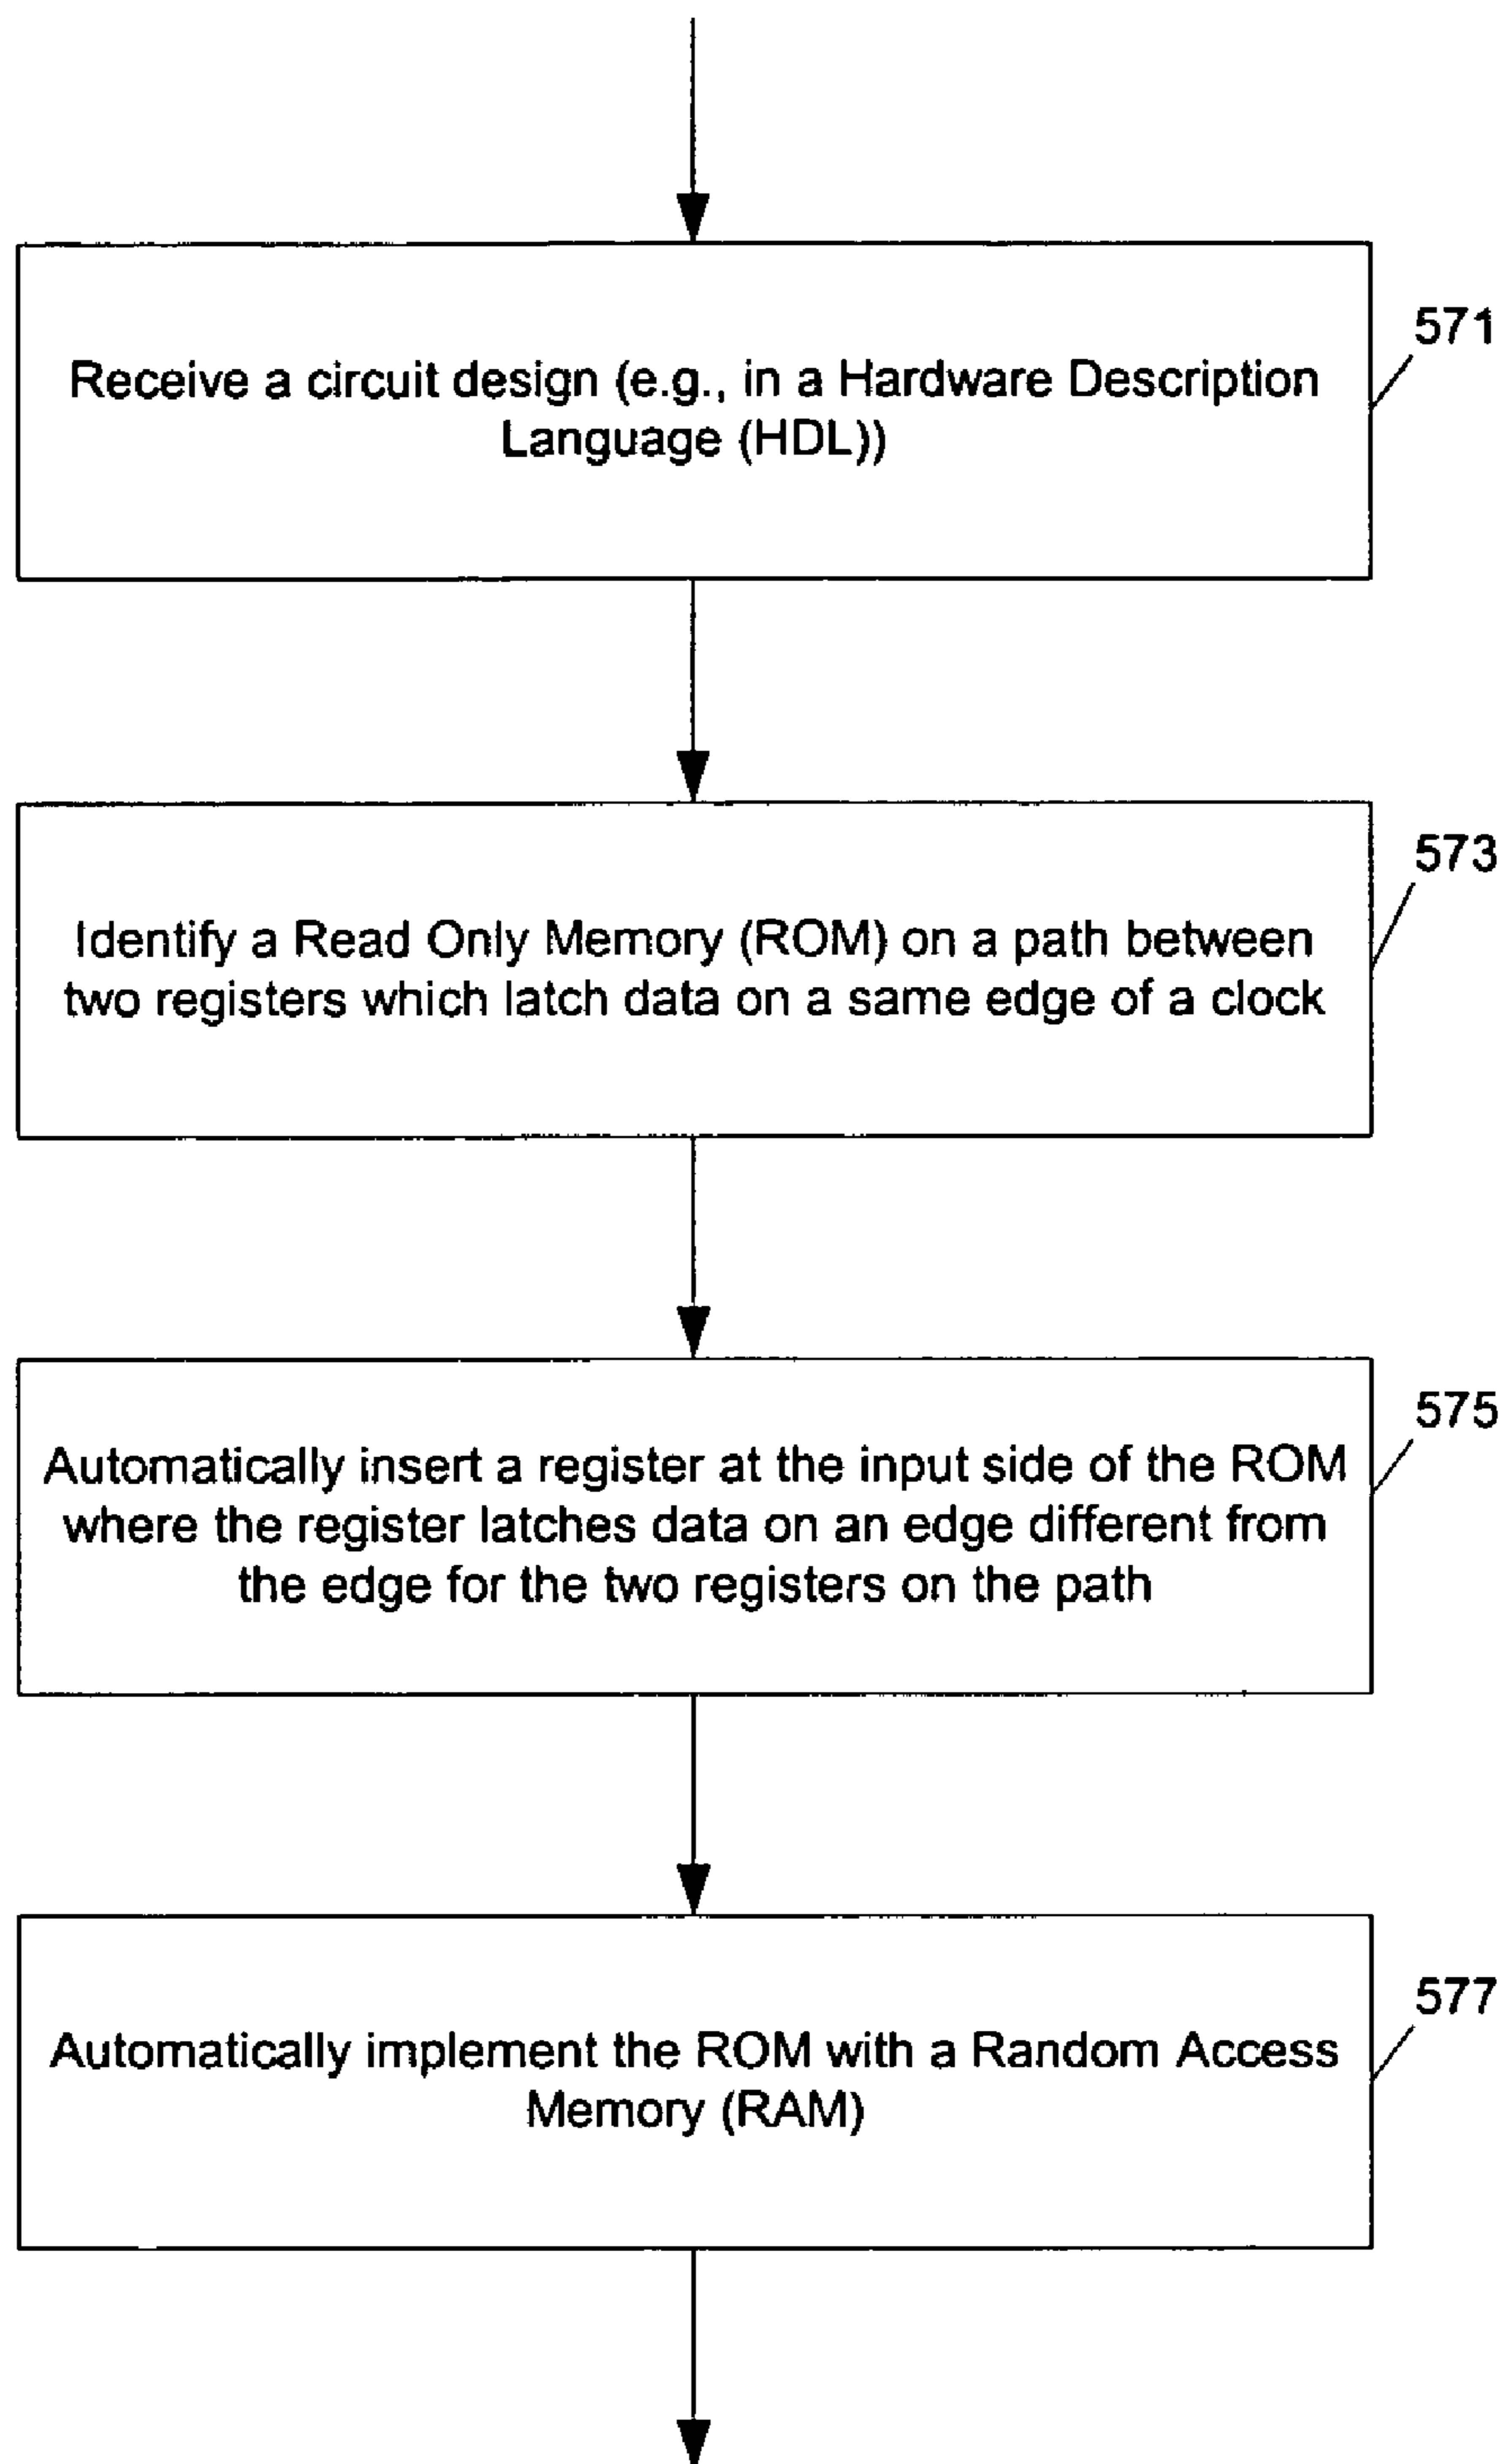 571
Receive a circuit design (e.g., in a Hardware Description
Language (HDL))
573
Identify a Read Only Memory (ROM) on a path between
two registers which latch data on a same edge of a clock
575
Automatically insert a register at the input side of the ROM
where the register latches data on an edge different from
the edge for the two registers on the path
577
Automatically implement the ROM with a Random Access
Memory (RAM)